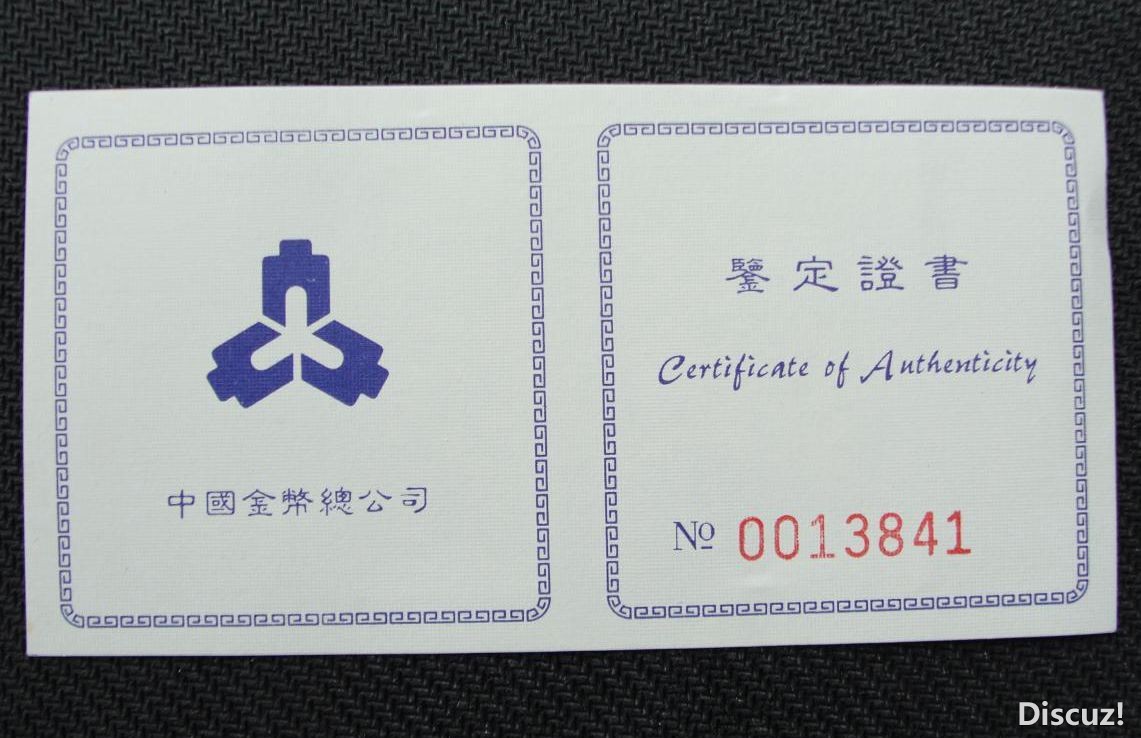 中國金幣總公司
鑒定證書
Certificate of Authenticity
№ 0013841
Discuz!